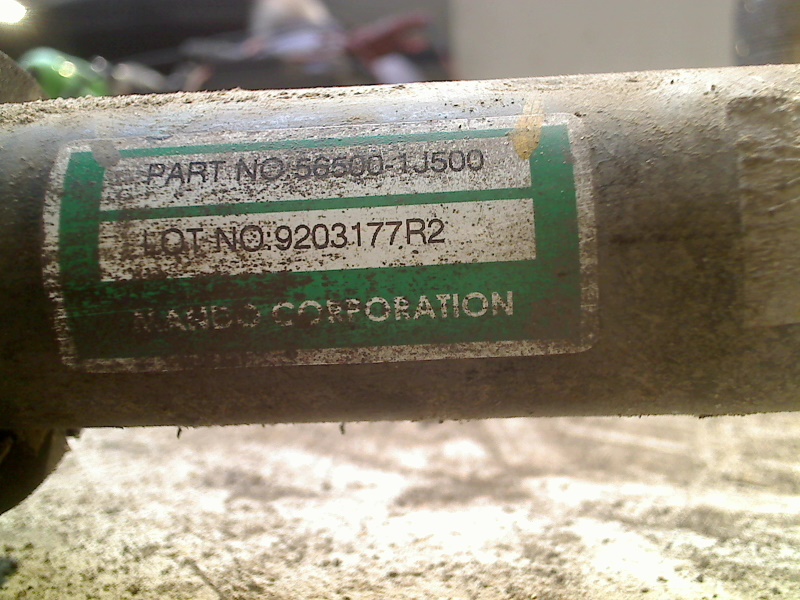 PART NO.56500-1J500
LOT NO.9203177R2
MANDO CORPORATION